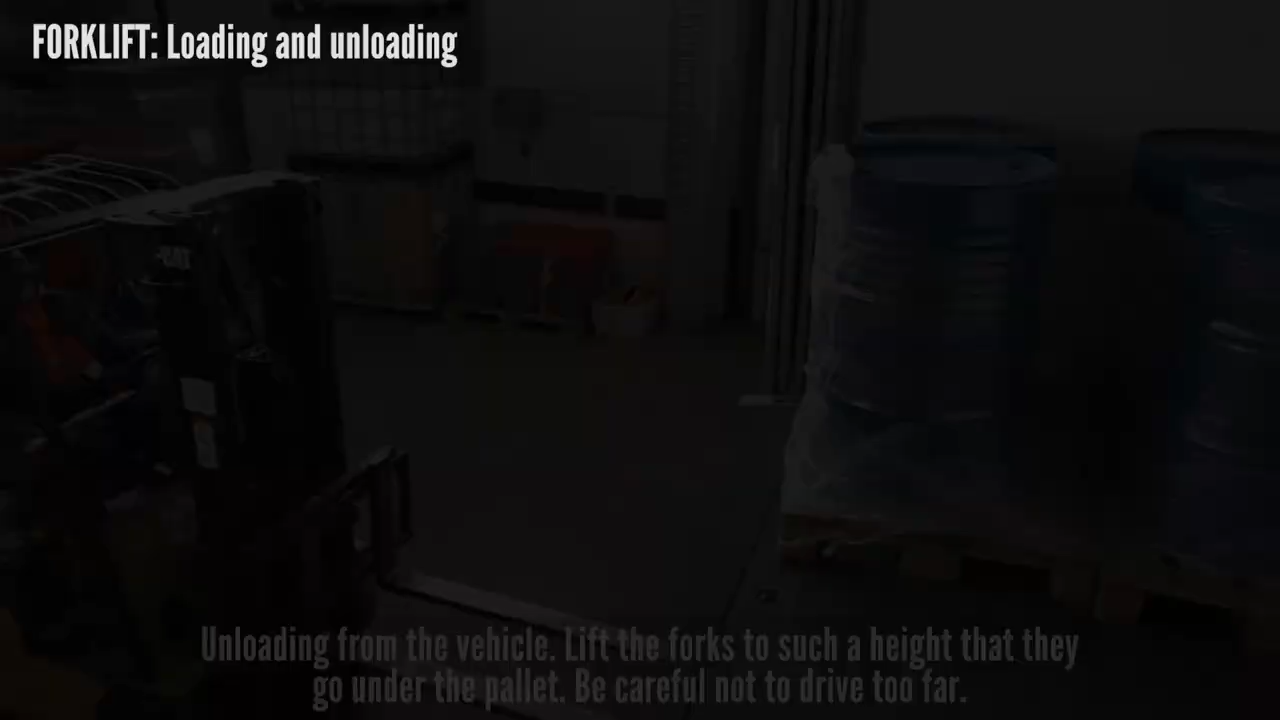 FORKLIFT: Loading and unloading
CAT
Unloading from the vehicle. Lift the forks to such a height that they
go under the pallet. Be careful not to drive too far.